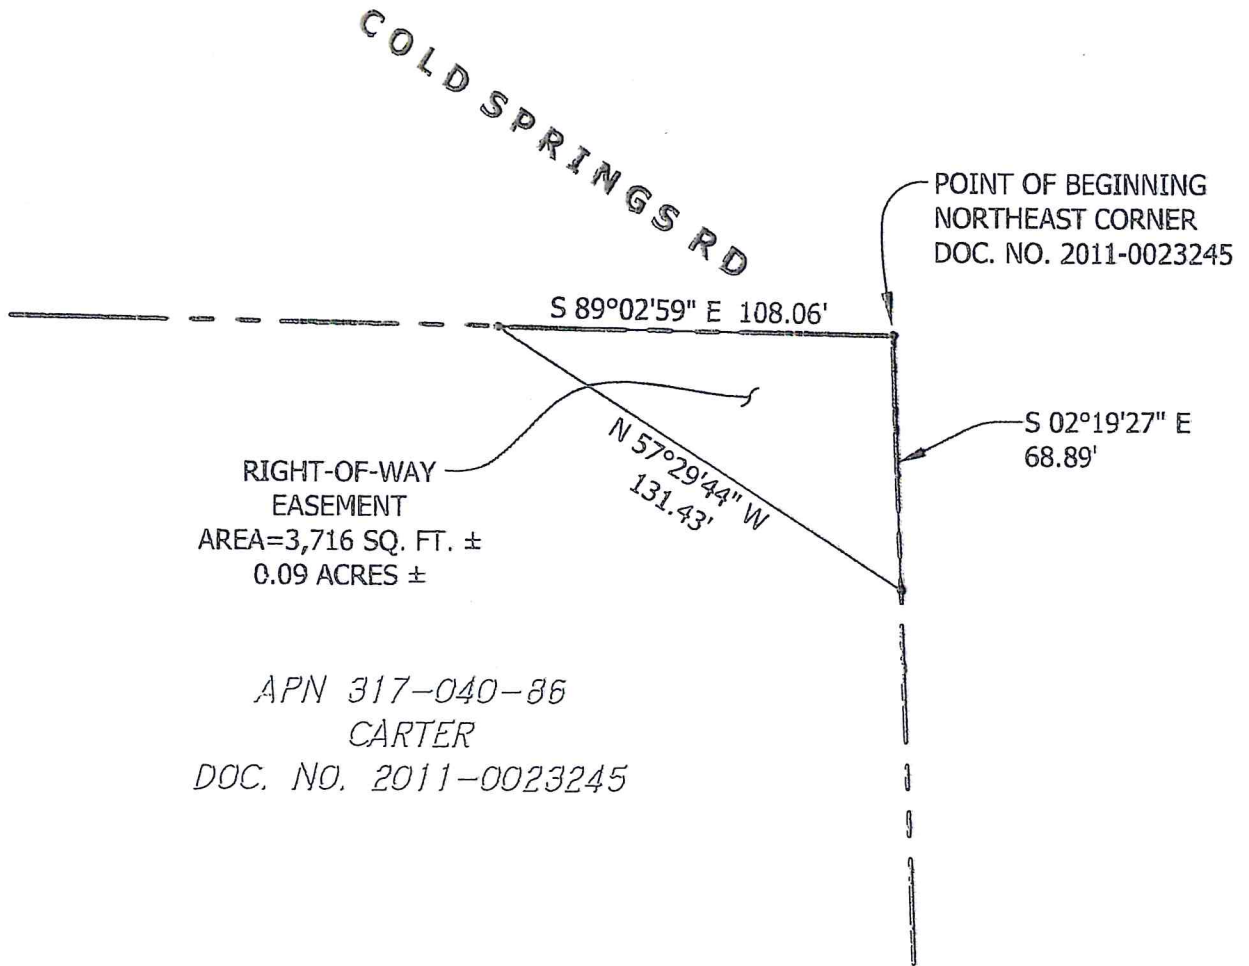 COLD SPRINGS RD
POINT OF BEGINNING
NORTHEAST CORNER
DOC. NO. 2011-0023245
S 89°02'59" E 108.06'
S 02°19'27" E
68.89'
N 57°29'44" W
131.43'
RIGHT-OF-WAY
EASEMENT
AREA=3,716 SQ. FT. ±
0.09 ACRES ±
APN 317-040-86
CARTER
DOC. NO. 2011-0023245